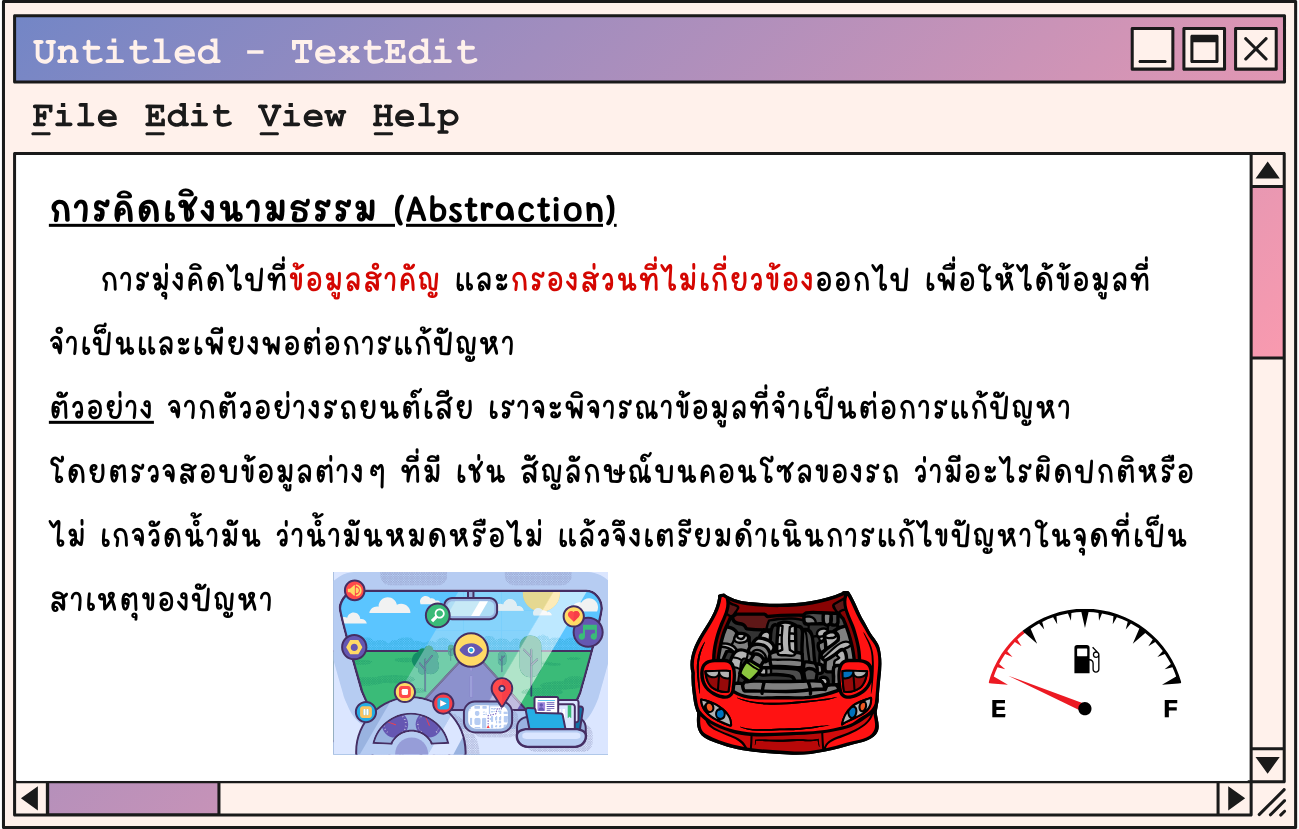 Untitled - TextEdit
File Edit View Help
การคิดเชิงนามธรรม (Abstraction)
การมุ่งคิดไปที่ข้อมูลสำคัญ และกรองส่วนที่ไม่เกี่ยวข้องออกไป เพื่อให้ได้ข้อมูลที่
จำเป็นและเพียงพอต่อการแก้ปัญหา
ตัวอย่าง จากตัวอย่างรถยนต์เสีย เราจะพิจารณาข้อมูลที่จำเป็นต่อการแก้ปัญหา
โดยตรวจสอบข้อมูลต่างๆ ที่มี เช่น สัญลักษณ์บนคอนโซลของรถ ว่ามีอะไรผิดปกติหรือ
ไม่ เกจวัดน้ำมัน ว่าน้ำมันหมดหรือไม่ แล้วจึงเตรียมดำเนินการแก้ไขปัญหาในจุดที่เป็น
สาเหตุของปัญหา
E F